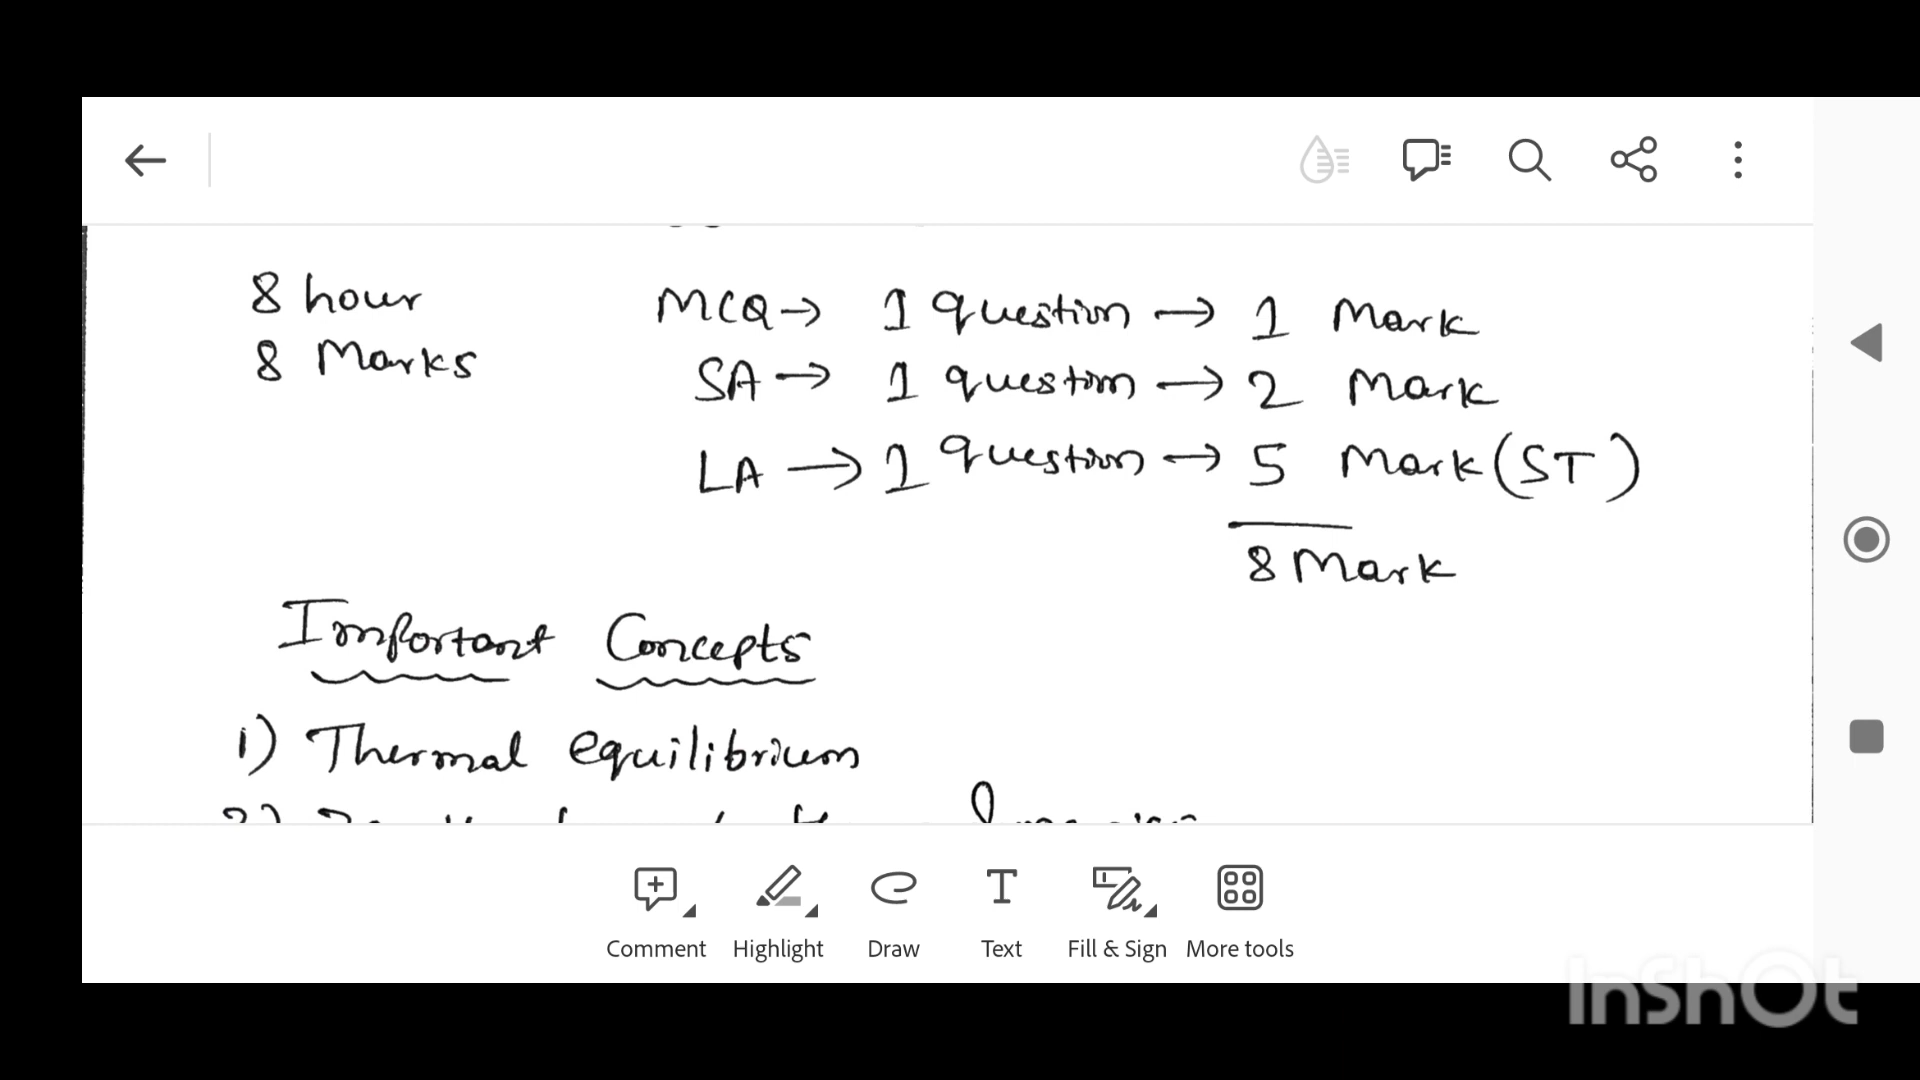 8 hour
8 Marks
MCQ → 1 question → 1 Mark
SA → 1 question → 2 Mark
LA → 1 question → 5 Mark (ST)
8 Mark
Important Concepts
1) Thermal equilibrium
Comment Highlight Draw Text Fill & Sign More tools
InShOt